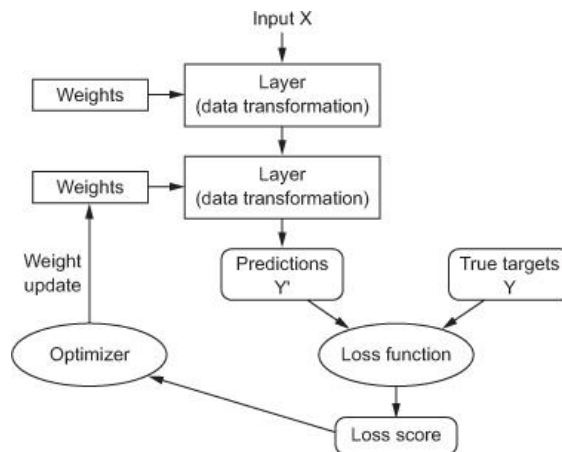 Input X
Weights
Layer
(data transformation)
Weights
Layer
(data transformation)
Weight
update
Predictions
Y'
True targets
Y
Optimizer
Loss function
Loss score